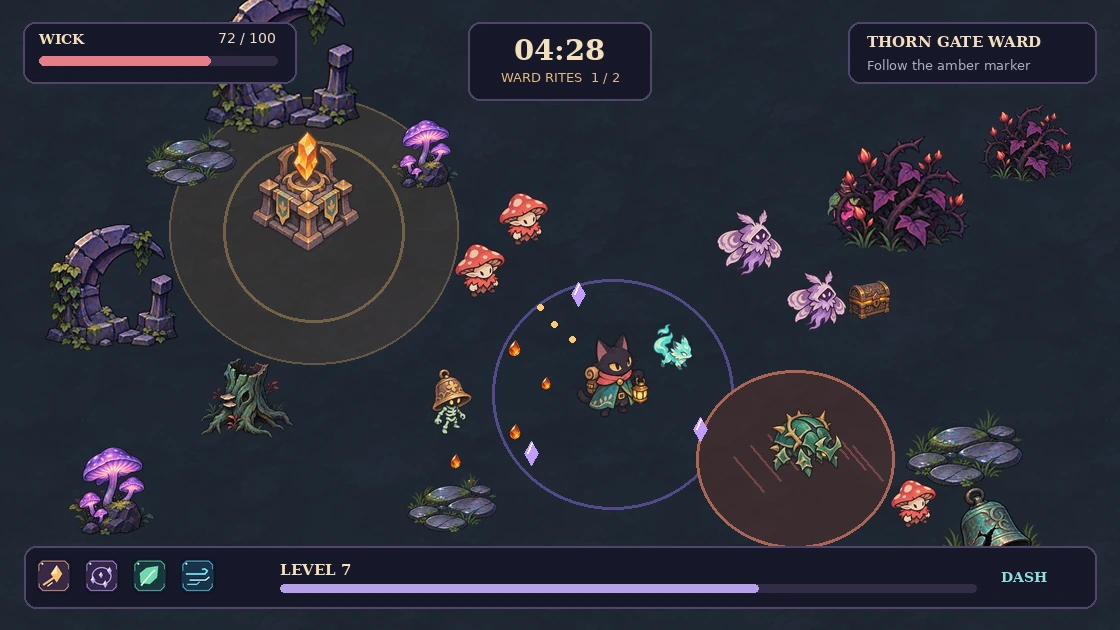 WICK
72 / 100
04:28
WARD RITES 1 / 2
THORN GATE WARD
Follow the amber marker
LEVEL 7
DASH